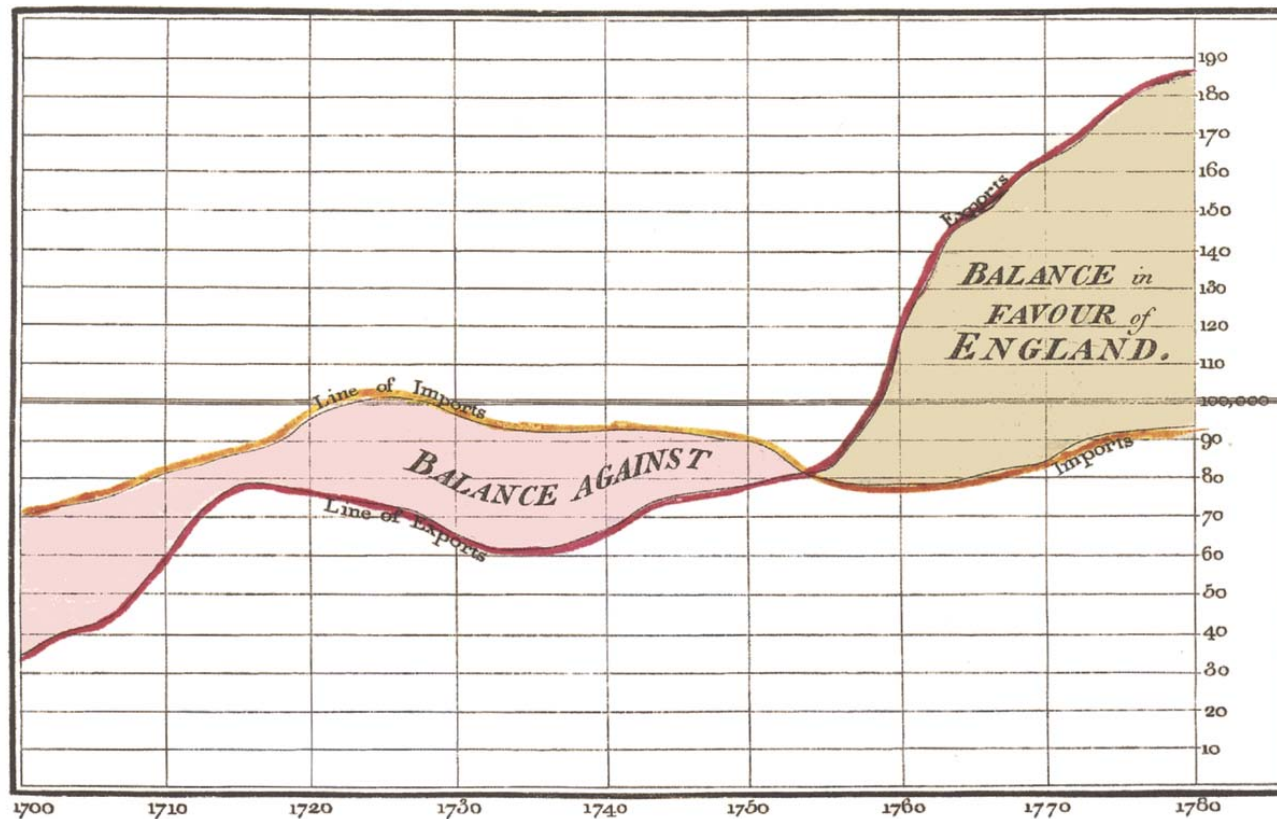 190
180
170
160
150
140
130
120
110
100,000
90
80
70
60
50
40
30
20
10
Exports
BALANCE in
FAVOUR of
ENGLAND.
Line of Imports
BALANCE AGAINST
Imports
Line of Exports
1700 1710 1720 1730 1740 1750 1760 1770 1780